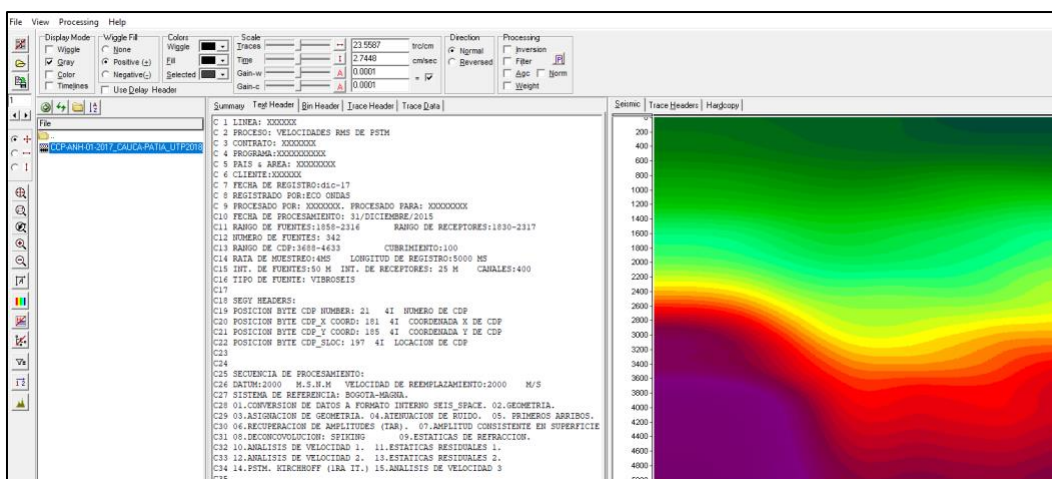 File View Processing Help
Display Mode Wiggle Fill Colors Scale Direction Processing
Wiggle None Wiggle Traces 23.5587 trc/cm Normal Inversion
Gray Positive (+) Fill Time 2.7448 cm/sec Reversed Filter
Color Negative(-) Selected Gain-w 0.0001 = Agc Norm
Timelines Use Delay Header Gain-c 0.0001 Weight
1
Summary Text Header Bin Header Trace Header Trace Data
Seismic Trace Headers Hardcopy
File
..
CCP-ANH-01-2017_CAUCA-PATIA_UTP2018
C 1 LINEA: XXXXXX
C 2 PROCESO: VELOCIDADES RMS DE PSTM
C 3 CONTRATO: XXXXXXX
C 4 PROGRAMA:XXXXXXXXXX
C 5 PAIS & AREA: XXXXXXXX
C 6 CLIENTE:XXXXXX
C 7 FECHA DE REGISTRO:dic-17
C 8 REGISTRADO POR:ECO ONDAS
C 9 PROCESADO POR: XXXXXXX. PROCESADO PARA: XXXXXXXX
C10 FECHA DE PROCESAMIENTO: 31/DICIEMBRE/2015
C11 RANGO DE FUENTES:1858-2316 RANGO DE RECEPTORES:1830-2317
C12 NUMERO DE FUENTES: 342
C13 RANGO DE CDP:3688-4633 CUBRIMIENTO:100
C14 RATA DE MUESTREO:4MS LONGITUD DE REGISTRO:5000 MS
C15 INT. DE FUENTES:50 M INT. DE RECEPTORES: 25 M CANALES:400
C16 TIPO DE FUENTE: VIBROSEIS
C17
C18 SEGY HEADERS:
C19 POSICION BYTE CDP NUMBER: 21 4I NUMERO DE CDP
C20 POSICION BYTE CDP_X COORD: 181 4I COORDENADA X DE CDP
C21 POSICION BYTE CDP_Y COORD: 185 4I COORDENADA Y DE CDP
C22 POSICION BYTE CDP_SLOC: 197 4I LOCACION DE CDP
C23
C24
C25 SECUENCIA DE PROCESAMIENTO:
C26 DATUM:2000 M.S.N.M VELOCIDAD DE REEMPLAZAMIENTO:2000 M/S
C27 SISTEMA DE REFERENCIA: BOGOTA-MAGNA.
C28 01.CONVERSION DE DATOS A FORMATO INTERNO SEIS_SPACE. 02.GEOMETRIA.
C29 03.ASIGNACION DE GEOMETRIA. 04.ATENUACION DE RUIDO. 05. PRIMEROS ARRIBOS.
C30 06.RECUPERACION DE AMPLITUDES (TAR). 07.AMPLITUD CONSISTENTE EN SUPERFICIE
C31 08.DECONCOVOLUCION: SPIKING 09.ESTATICAS DE REFRACCION.
C32 10.ANALISIS DE VELOCIDAD 1. 11.ESTATICAS RESIDUALES 1.
C33 12.ANALISIS DE VELOCIDAD 2. 13.ESTATICAS RESIDUALES 2.
C34 14.PSTM. KIRCHHOFF (1RA IT.) 15.ANALISIS DE VELOCIDAD 3
C35
0
200
400
600
800
1000
1200
1400
1600
1800
2000
2200
2400
2600
2800
3000
3200
3400
3600
3800
4000
4200
4400
4600
4800
5000